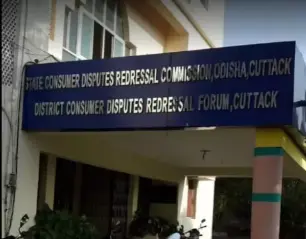 STATE CONSUMER DISPUTES REDRESSAL COMMISSION, ODISHA, CUTTACK
DISTRICT CONSUMER DISPUTES REDRESSAL FORUM, CUTTACK